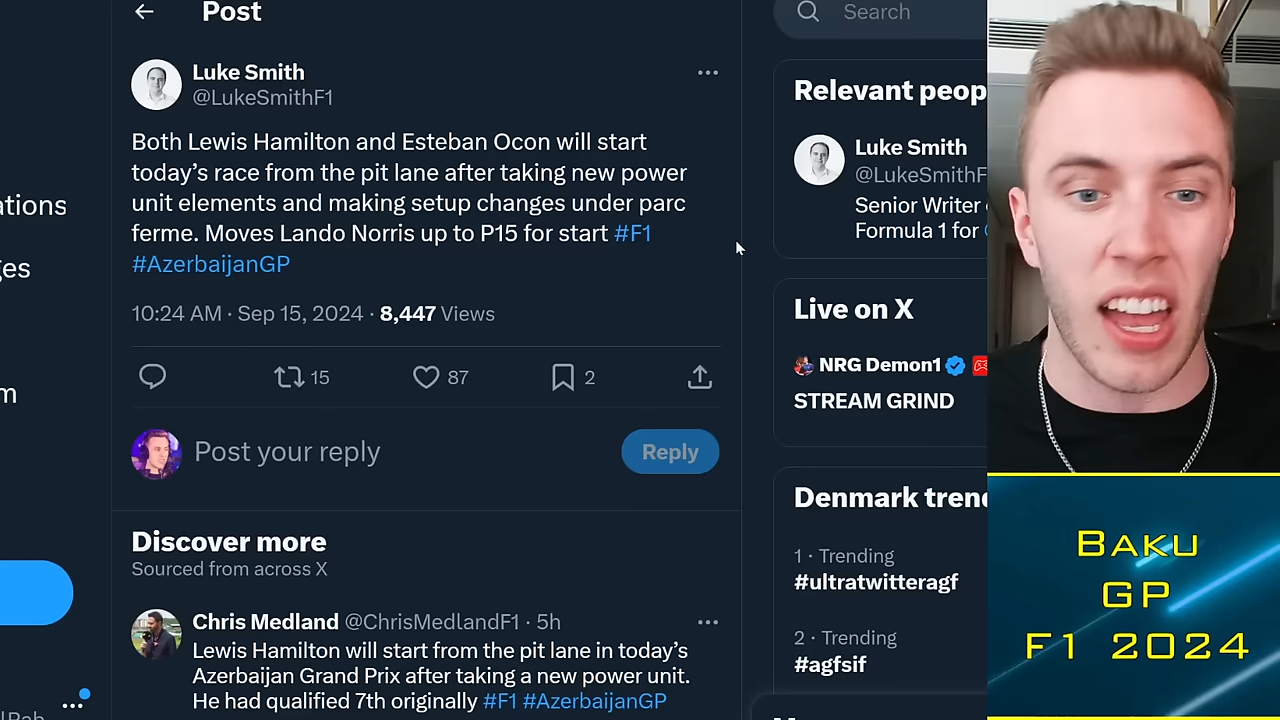 Post
Search
Luke Smith
@LukeSmithF1
Both Lewis Hamilton and Esteban Ocon will start
today’s race from the pit lane after taking new power
unit elements and making setup changes under parc
ferme. Moves Lando Norris up to P15 for start #F1
#AzerbaijanGP
10:24 AM · Sep 15, 2024 · 8,447 Views
15
87
2
Post your reply
Reply
Discover more
Sourced from across X
Chris Medland @ChrisMedlandF1 · 5h
Lewis Hamilton will start from the pit lane in today’s
Azerbaijan Grand Prix after taking a new power unit.
He had qualified 7th originally #F1 #AzerbaijanGP
Relevant peop
Luke Smith
@LukeSmithF
Senior Writer
Formula 1 for
Live on X
NRG Demon1
STREAM GRIND
Denmark trend
1 · Trending
#ultratwitteragf
2 · Trending
#agfsif
BAKU
GP
F1 2024